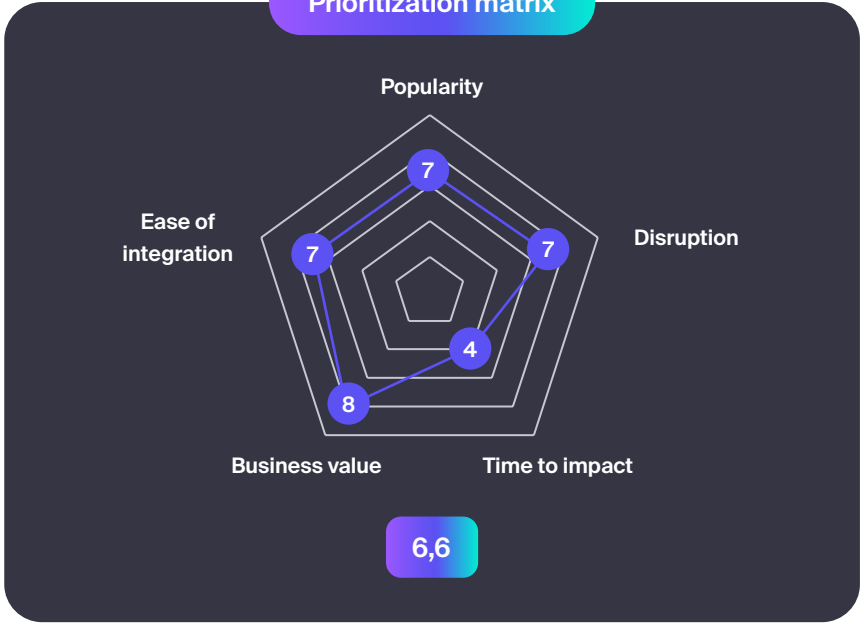 Prioritization matrix
Popularity
7
Ease of
integration
7
7
Disruption
4
8
Business value
Time to impact
6,6